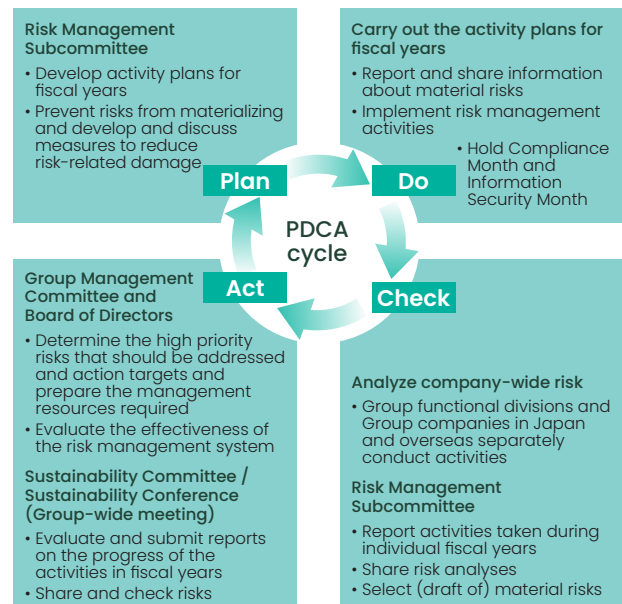 Risk Management
Subcommittee
• Develop activity plans for
fiscal years
• Prevent risks from materializing
and develop and discuss
measures to reduce
risk-related damage
Plan
Carry out the activity plans for
fiscal years
• Report and share information
about material risks
• Implement risk management
activities
• Hold Compliance
Month and
Information
Security Month
Do
PDCA
cycle
Act
Check
Group Management
Committee and
Board of Directors
• Determine the high priority
risks that should be addressed
and action targets and
prepare the management
resources required
• Evaluate the effectiveness
of the risk management system
Sustainability Committee /
Sustainability Conference
(Group-wide meeting)
• Evaluate and submit reports
on the progress of the
activities in fiscal years
• Share and check risks
Analyze company-wide risk
• Group functional divisions and
Group companies in Japan
and overseas separately
conduct activities
Risk Management
Subcommittee
• Report activities taken during
individual fiscal years
• Share risk analyses
• Select (draft of) material risks